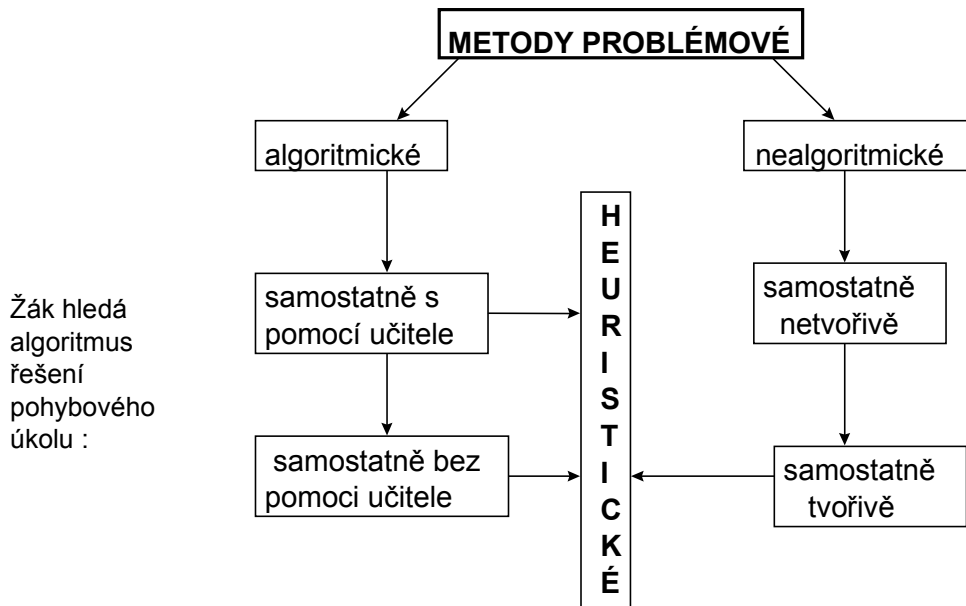 METODY PROBLÉMOVÉ
algoritmické
nealgoritmické
H
E
U
R
I
S
T
I
C
K
É
samostatně s
pomocí učitele
samostatně
netvořivě
Žák hledá
algoritmus
řešení
pohybového
úkolu :
samostatně bez
pomoci učitele
samostatně
tvořivě